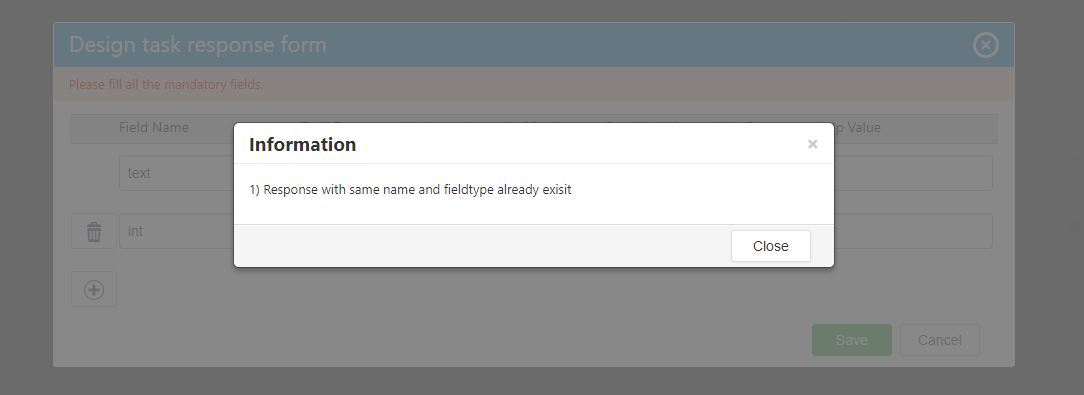 Design task response form
Please fill all the mandatory fields.
Field Name Value
Information
text
1) Response with same name and fieldtype already exisit
int
Close
Save Cancel